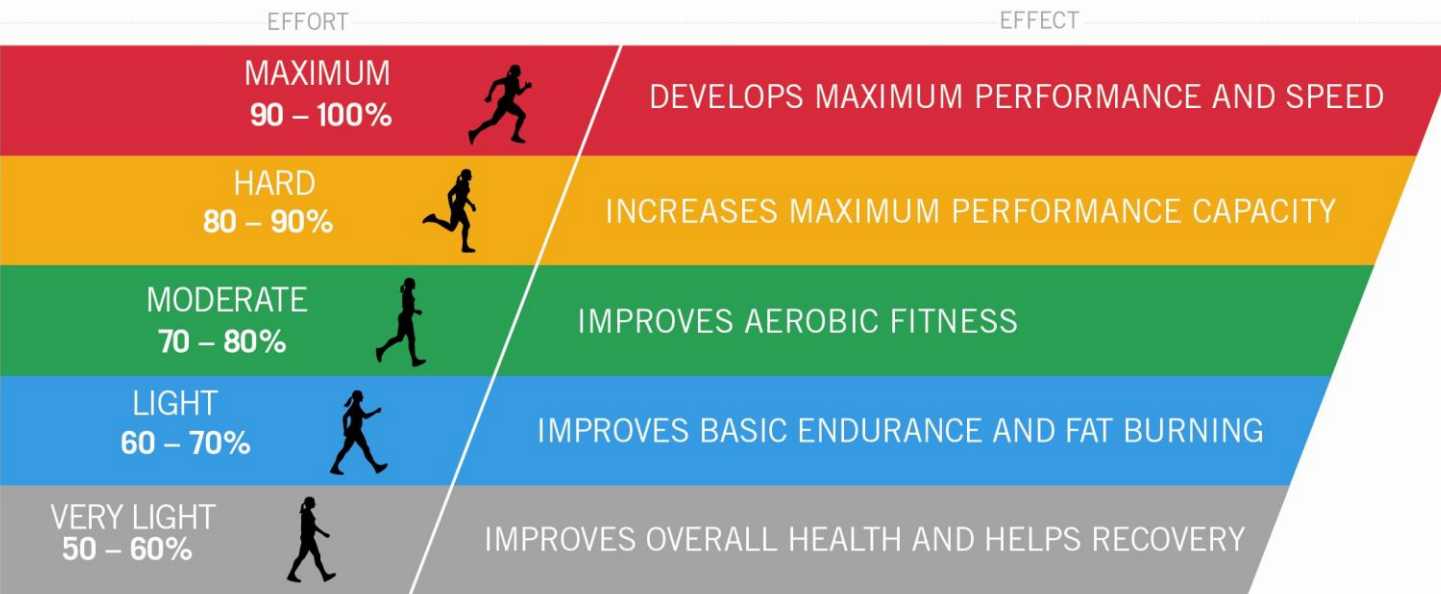 EFFORT
EFFECT
MAXIMUM
90 – 100%
DEVELOPS MAXIMUM PERFORMANCE AND SPEED
HARD
80 – 90%
INCREASES MAXIMUM PERFORMANCE CAPACITY
MODERATE
70 – 80%
IMPROVES AEROBIC FITNESS
LIGHT
60 – 70%
IMPROVES BASIC ENDURANCE AND FAT BURNING
VERY LIGHT
50 – 60%
IMPROVES OVERALL HEALTH AND HELPS RECOVERY